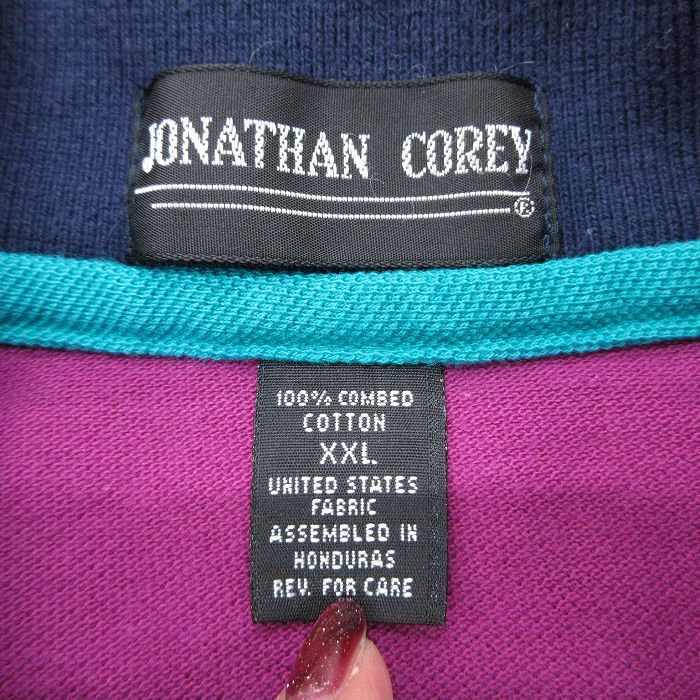 JONATHAN COREY
®
100% COMBED
COTTON
XXL
UNITED STATES
FABRIC
ASSEMBLED IN
HONDURAS
REV. FOR CARE